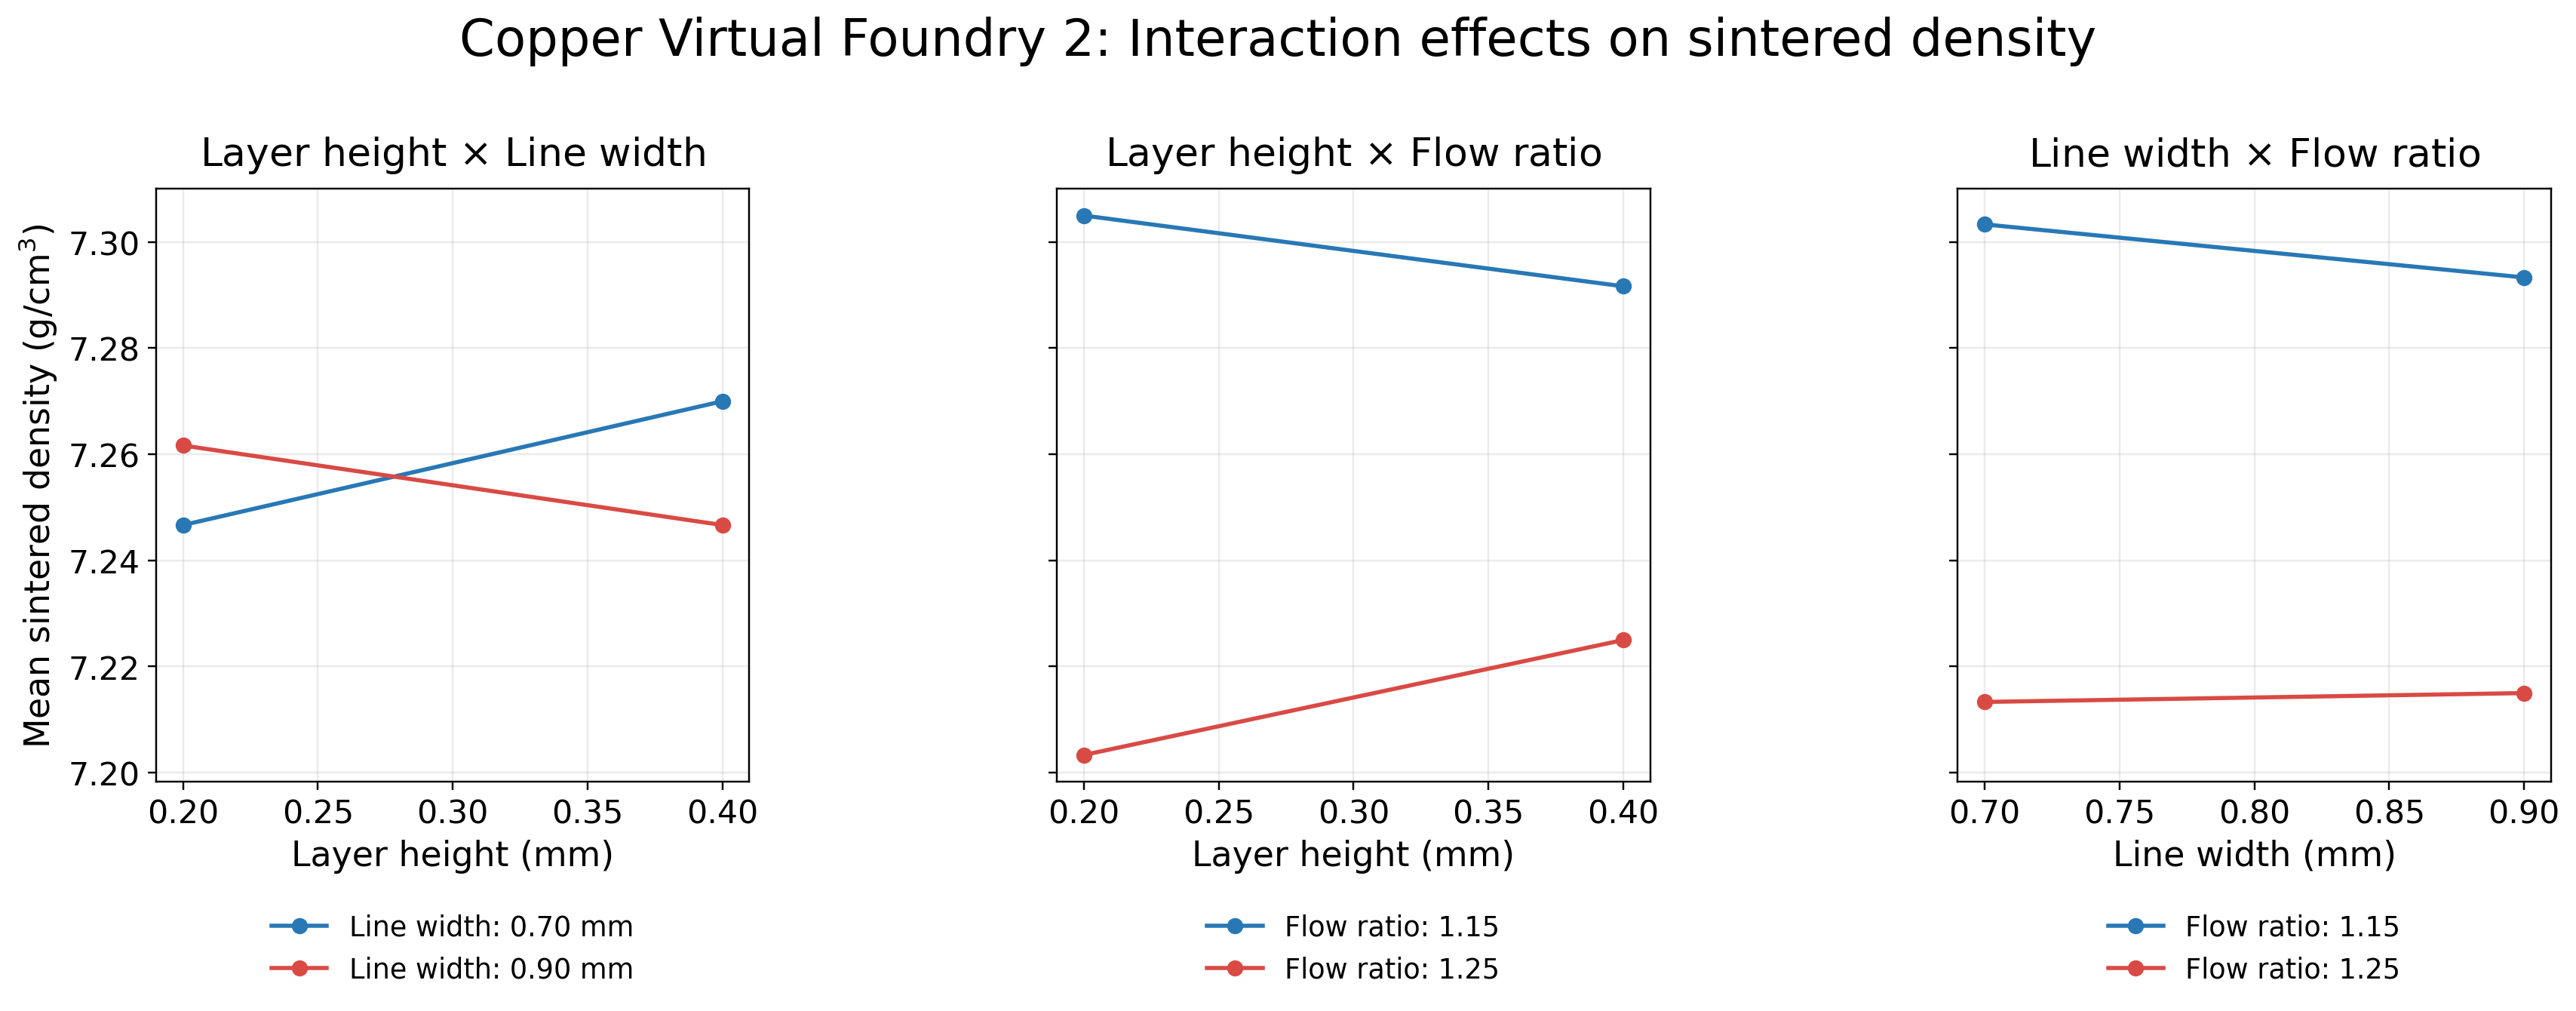 Copper Virtual Foundry 2: Interaction effects on sintered density
Layer height × Line width
Mean sintered density (g/cm³)
7.30
7.28
7.26
7.24
7.22
7.20
0.20 0.25 0.30 0.35 0.40
Layer height (mm)
Line width: 0.70 mm
Line width: 0.90 mm
Layer height × Flow ratio
0.20 0.25 0.30 0.35 0.40
Layer height (mm)
Flow ratio: 1.15
Flow ratio: 1.25
Line width × Flow ratio
0.70 0.75 0.80 0.85 0.90
Line width (mm)
Flow ratio: 1.15
Flow ratio: 1.25